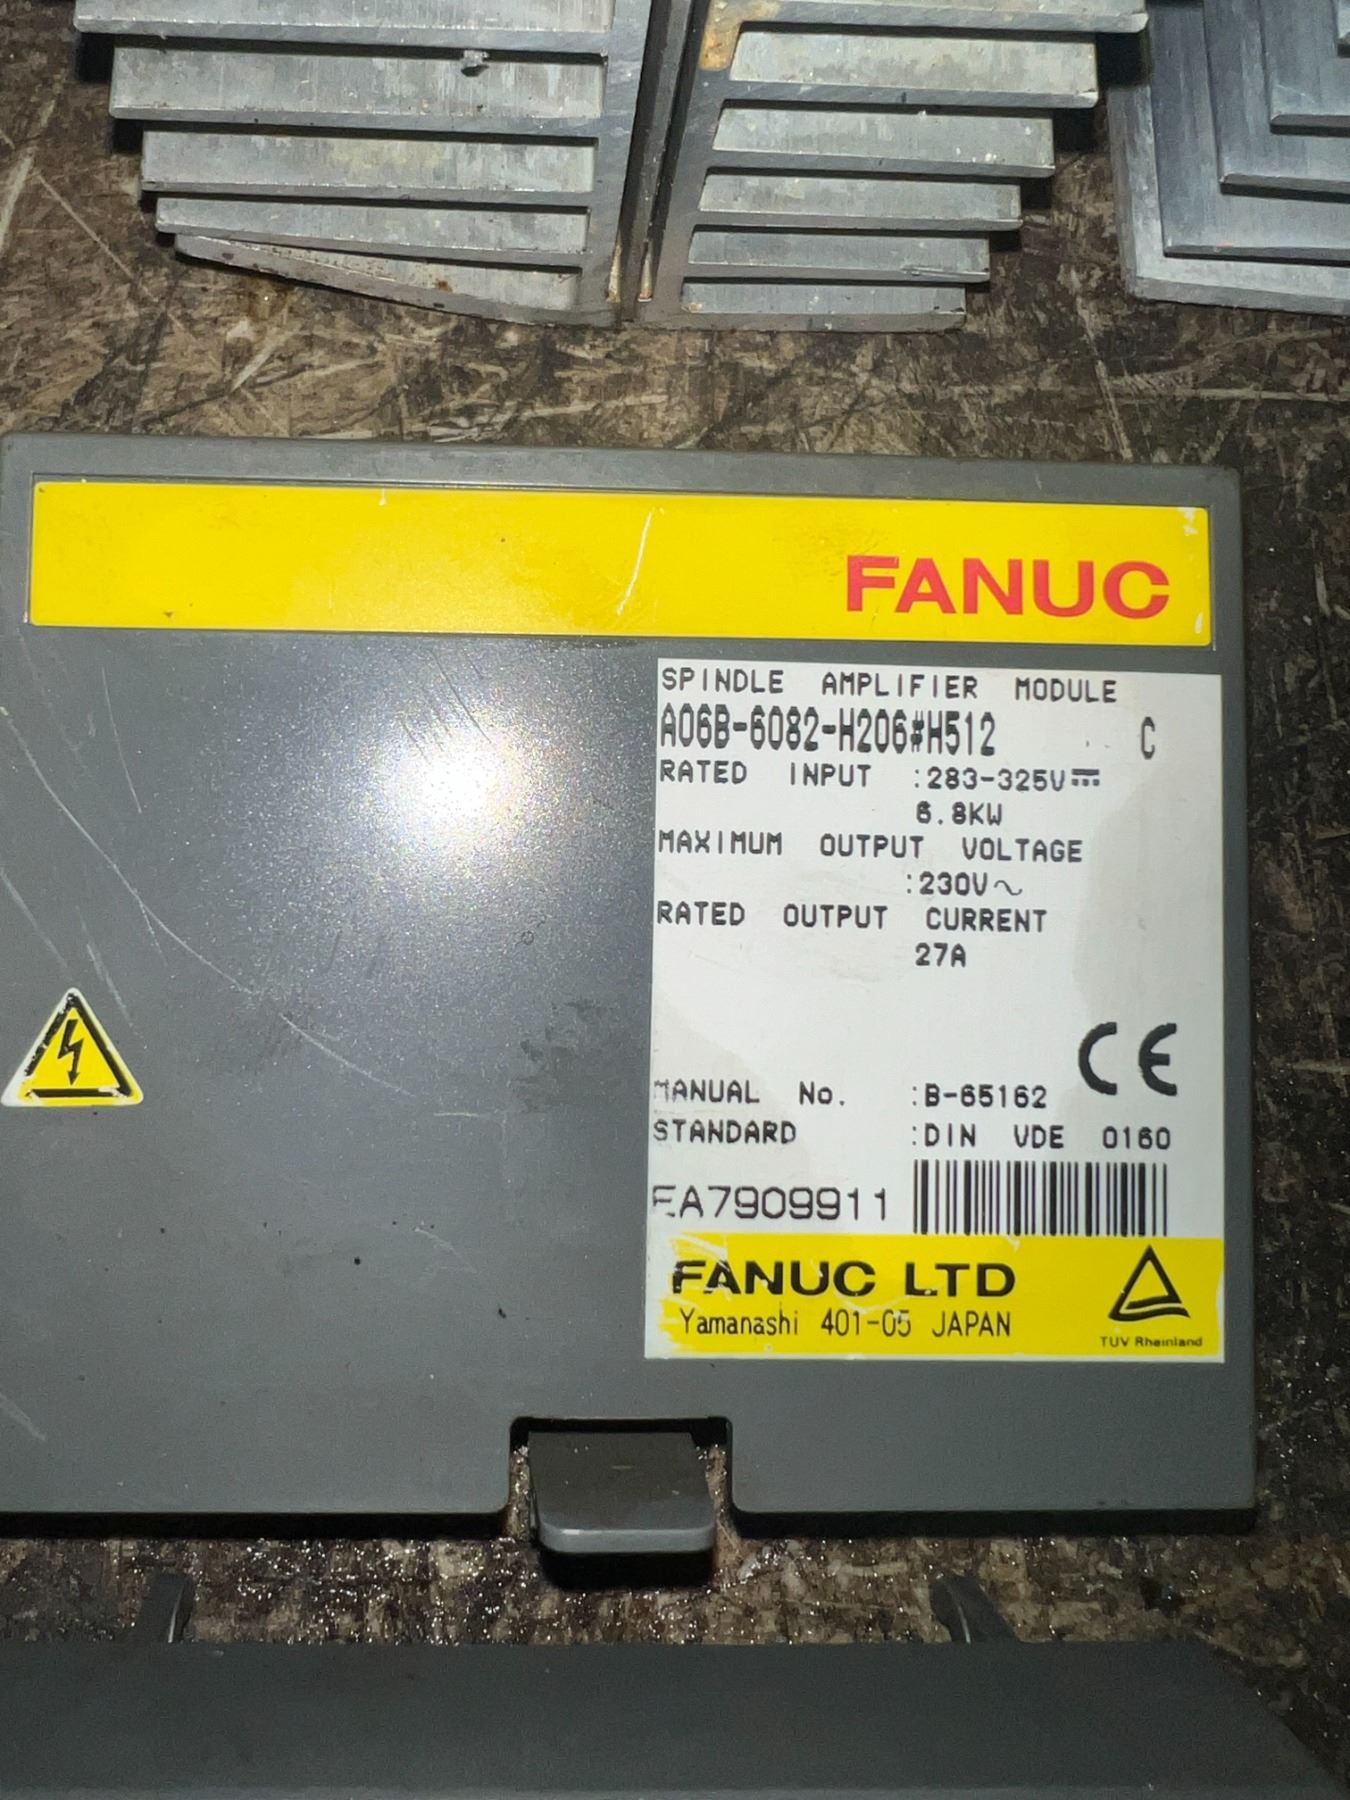 FANUC
SPINDLE AMPLIFIER MODULE
A06B-6082-H206#H512 C
RATED INPUT :283-325V⎓
6.8KW
MAXIMUM OUTPUT VOLTAGE
:230V~
RATED OUTPUT CURRENT
27A
CE
MANUAL No. :B-65162
STANDARD :DIN VDE 0160
EA7909911
FANUC LTD
Yamanashi 401-05 JAPAN
TUV Rheinland